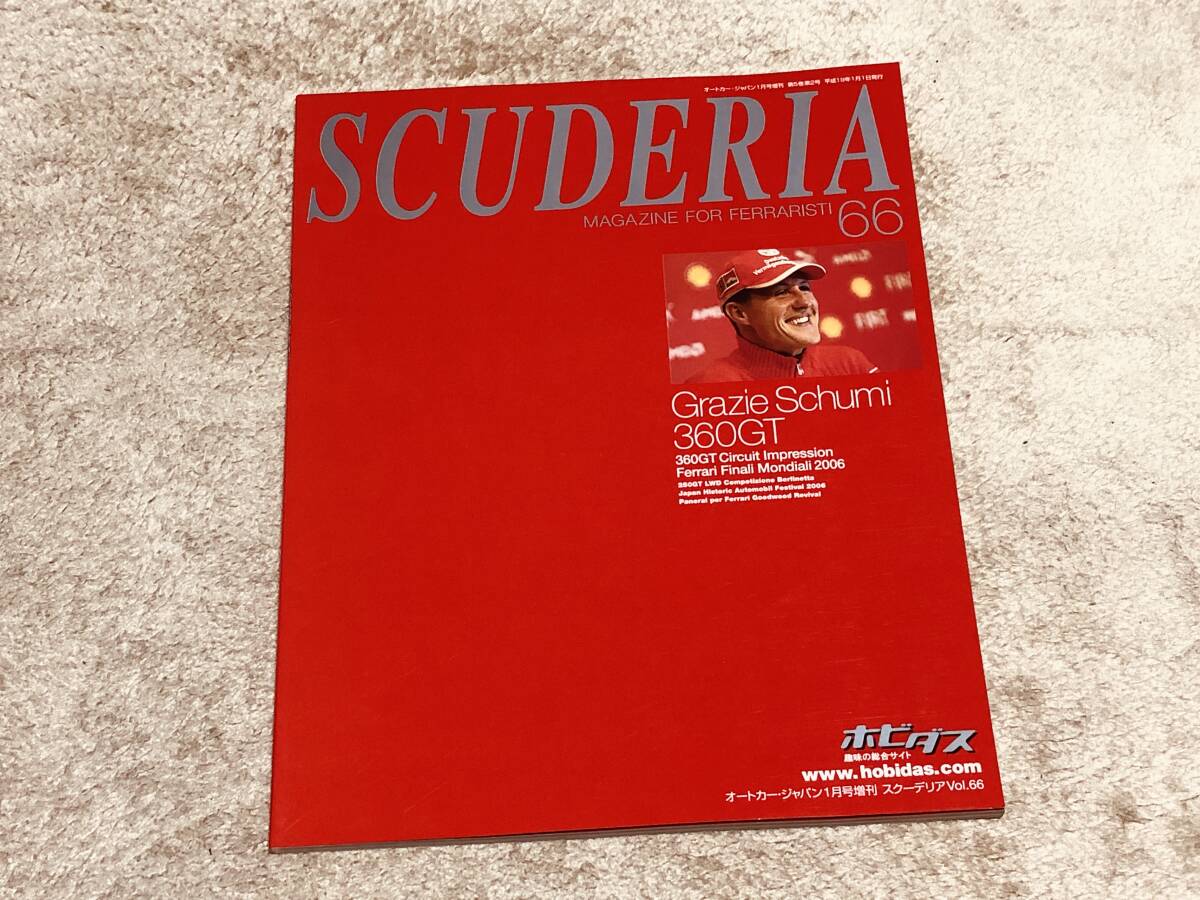 オートカー・ジャパン1月号増刊 第5巻第2号 平成19年1月1日発行
SCUDERIA
MAGAZINE FOR FERRARISTI
66
Vermögens
AMD
FIAT
Grazie Schumi
360GT
360GT Circuit Impression
Ferrari Finali Mondiali 2006
250GT LWD Competizione Berlinetta
Japan Historic Automobil Festival 2006
Panerai per Ferrari Goodwood Revival
ホビダス
趣味の総合サイト
www.hobidas.com
オートカー・ジャパン1月号増刊 スクーデリアVol.66